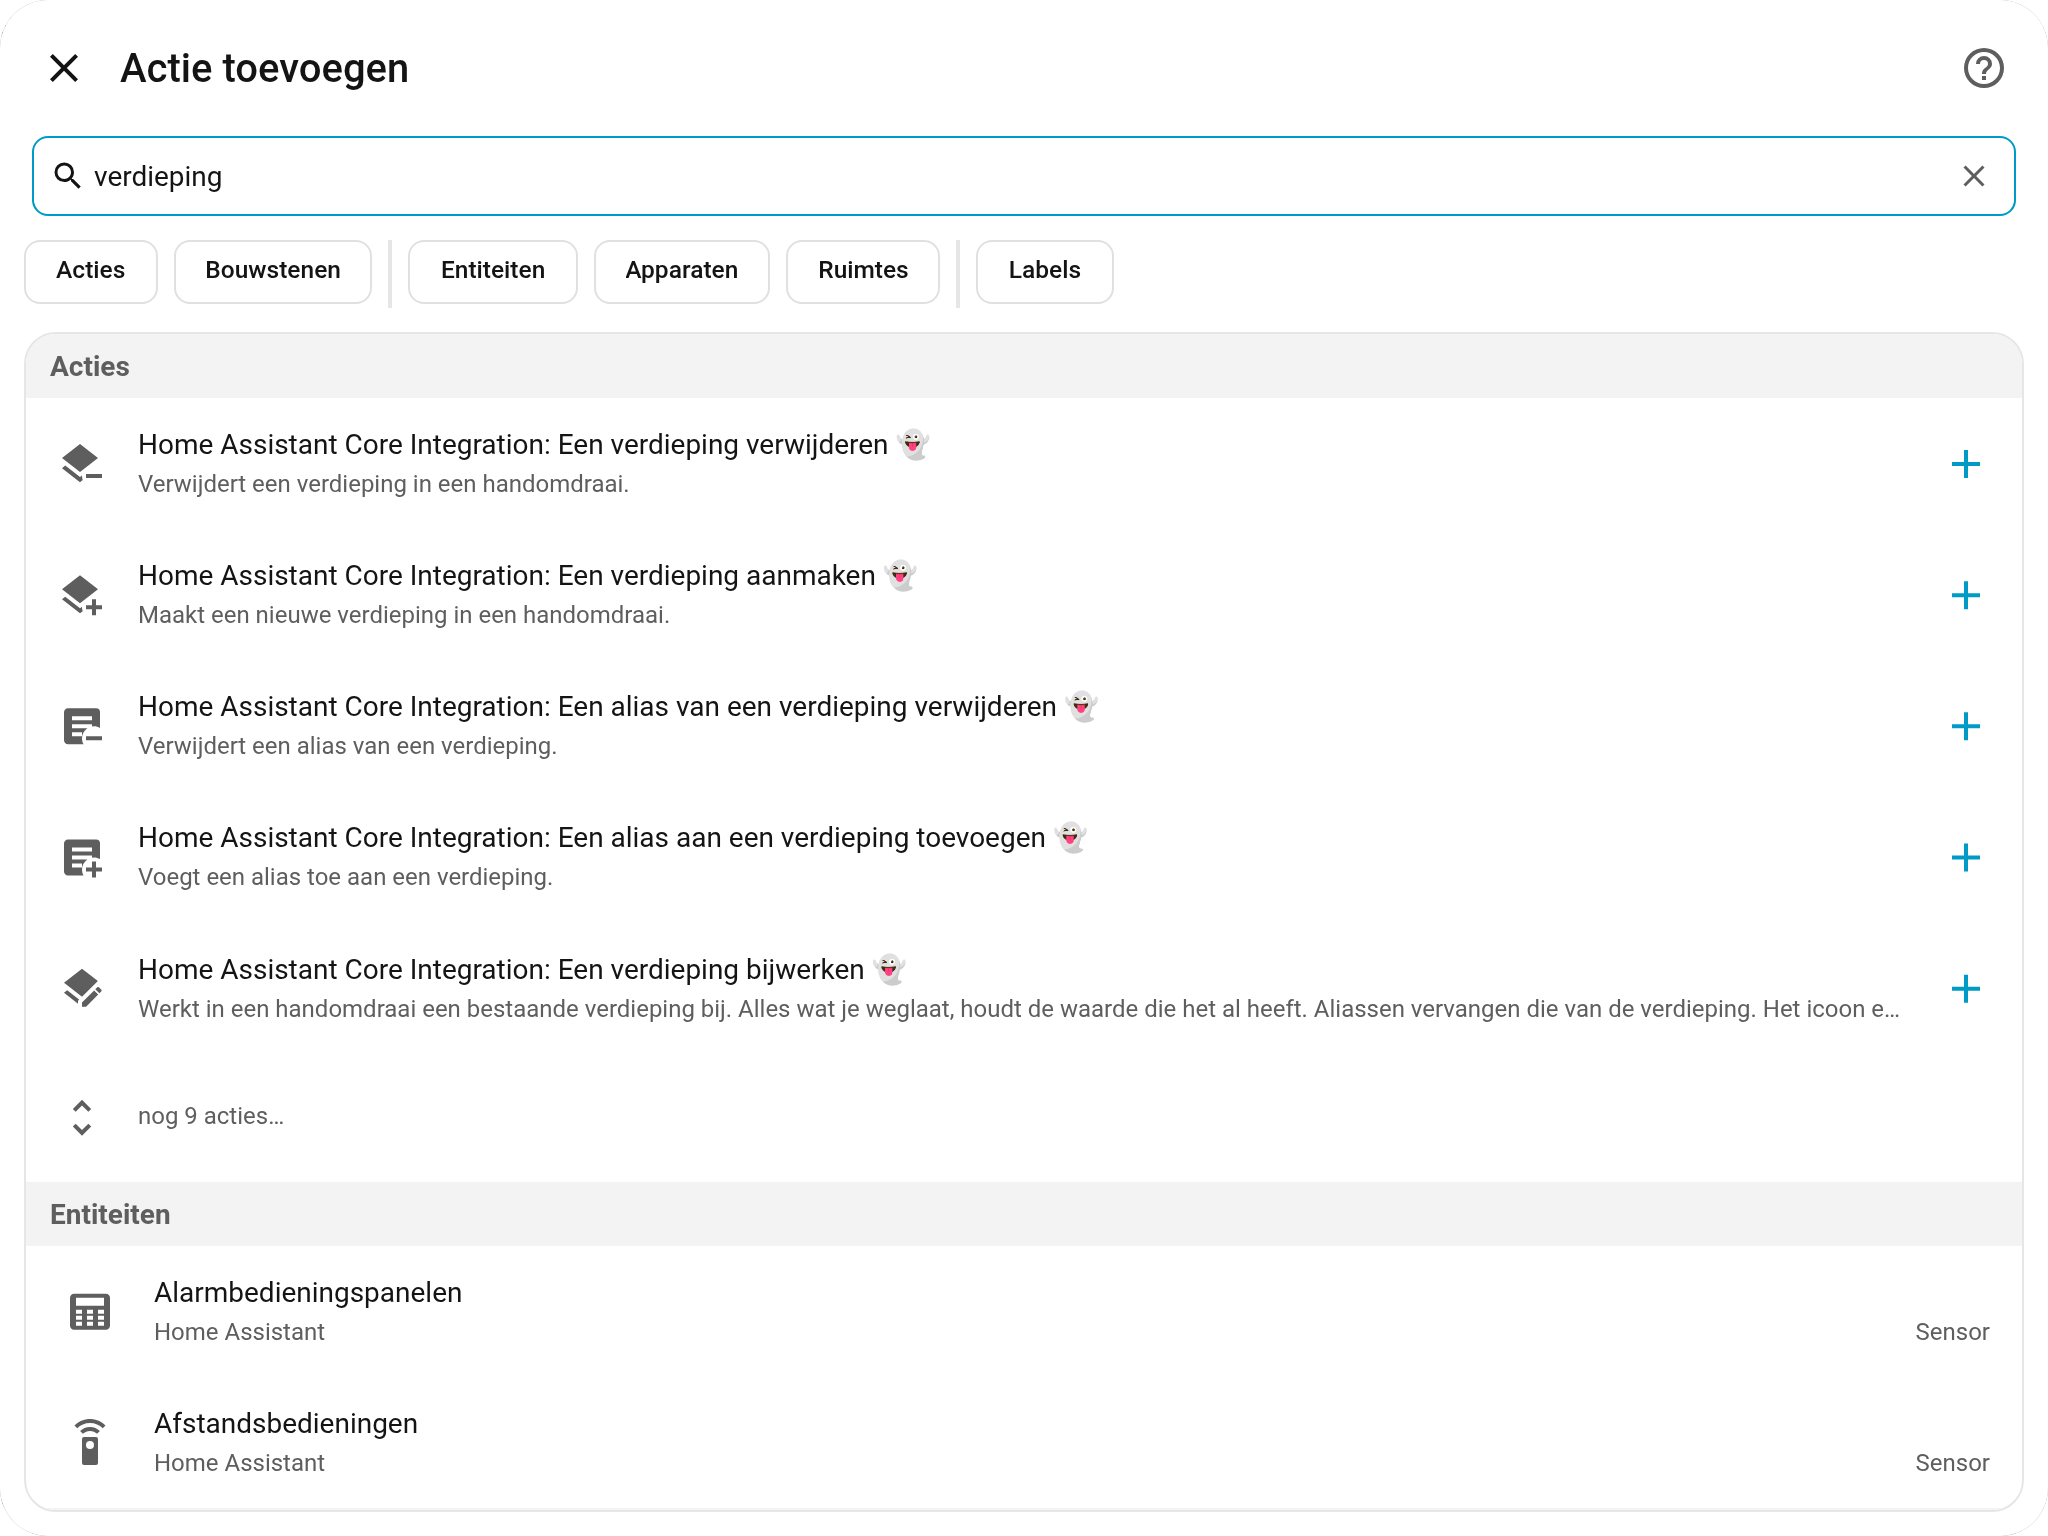 Actie toevoegen
verdieping
Acties
Bouwstenen
Entiteiten
Apparaten
Ruimtes
Labels
Acties
Home Assistant Core Integration: Een verdieping verwijderen 👻
Verwijdert een verdieping in een handomdraai.
Home Assistant Core Integration: Een verdieping aanmaken 👻
Maakt een nieuwe verdieping in een handomdraai.
Home Assistant Core Integration: Een alias van een verdieping verwijderen 👻
Verwijdert een alias van een verdieping.
Home Assistant Core Integration: Een alias aan een verdieping toevoegen 👻
Voegt een alias toe aan een verdieping.
Home Assistant Core Integration: Een verdieping bijwerken 👻
Werkt in een handomdraai een bestaande verdieping bij. Alles wat je weglaat, houdt de waarde die het al heeft. Aliassen vervangen die van de verdieping. Het icoon e…
nog 9 acties…
Entiteiten
Alarmbedieningspanelen
Home Assistant
Sensor
Afstandsbedieningen
Home Assistant
Sensor